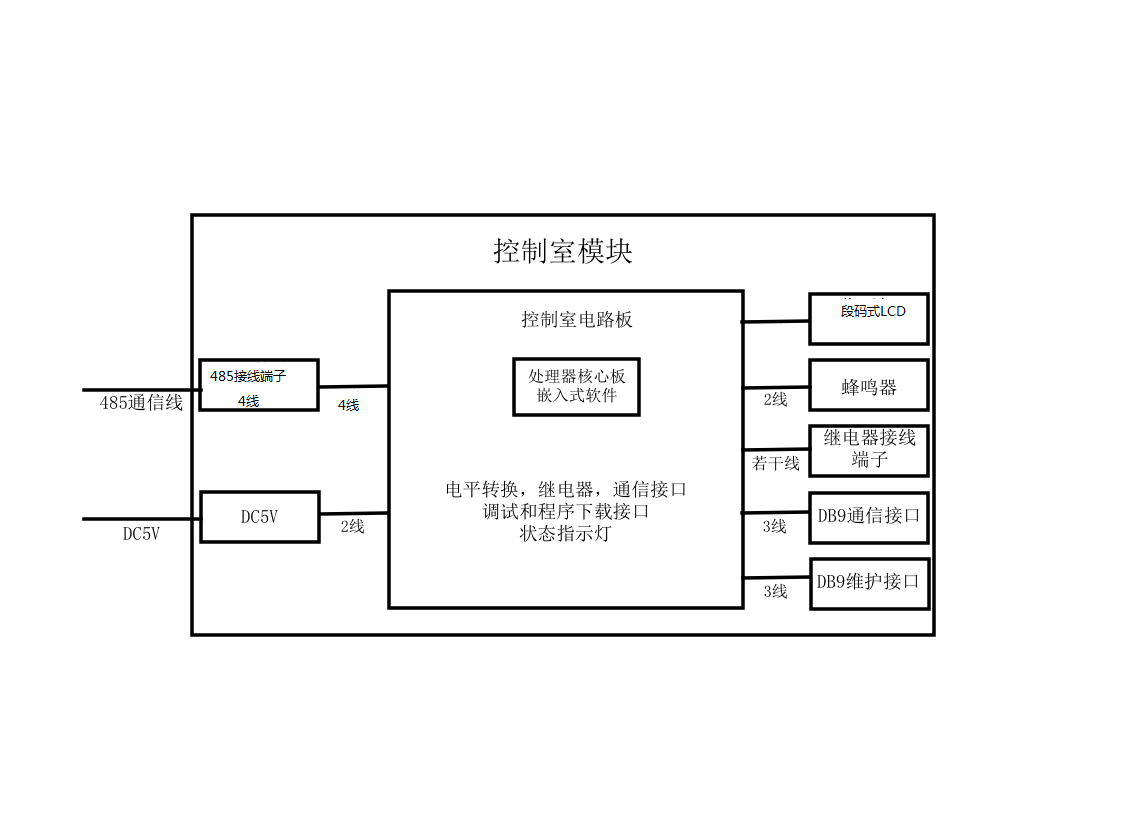 控制室模块
控制室电路板
处理器核心板
嵌入式软件
电平转换，继电器，通信接口
调试和程序下载接口
状态指示灯
485通信线
485接线端子
4线
4线
DC5V
DC5V
2线
段码式LCD
蜂鸣器
2线
继电器接线
端子
若干线
DB9通信接口
3线
DB9维护接口
3线